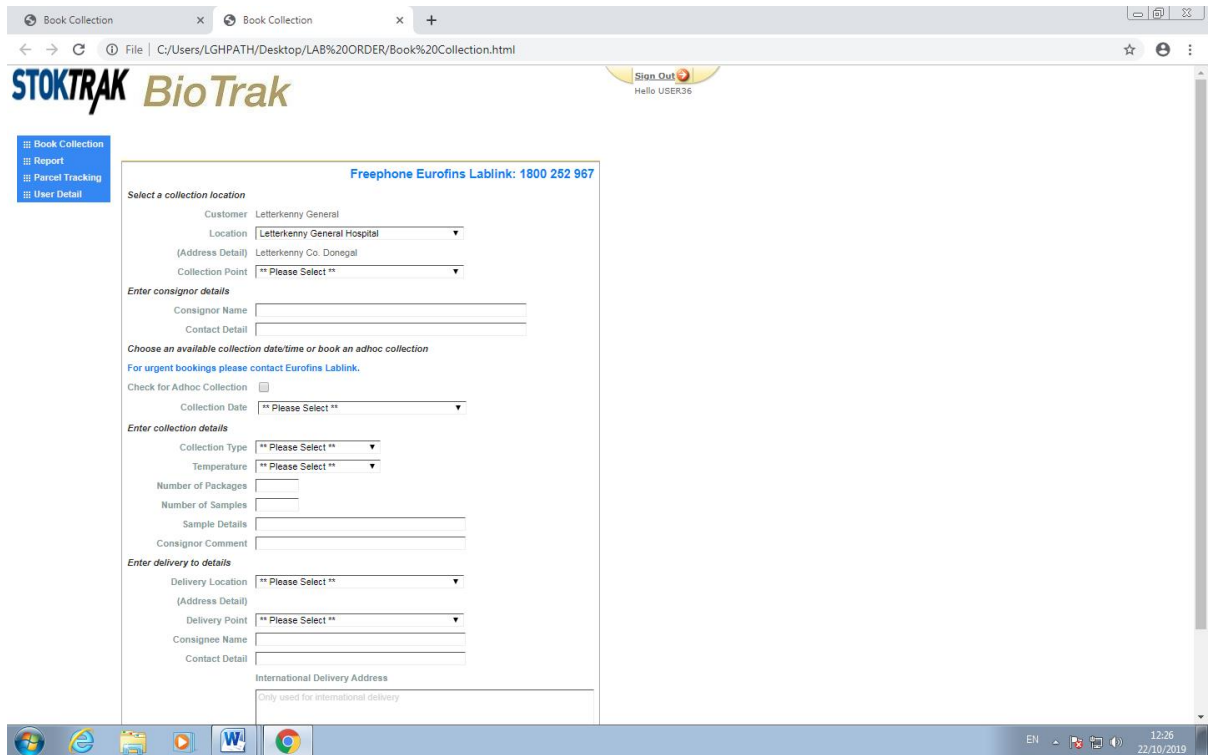 Book Collection
Book Collection
File | C:/Users/LGHPATH/Desktop/LAB%20ORDER/Book%20Collection.html
STOKTRAK BioTrak
Sign Out
Hello USER36
Book Collection
Report
Parcel Tracking
User Detail
Freephone Eurofins Lablink: 1800 252 967
Select a collection location
Customer Letterkenny General
Location Letterkenny General Hospital
(Address Detail) Letterkenny Co. Donegal
Collection Point ** Please Select **
Enter consignor details
Consignor Name
Contact Detail
Choose an available collection date/time or book an adhoc collection
For urgent bookings please contact Eurofins Lablink.
Check for Adhoc Collection
Collection Date ** Please Select **
Enter collection details
Collection Type ** Please Select **
Temperature ** Please Select **
Number of Packages
Number of Samples
Sample Details
Consignor Comment
Enter delivery to details
Delivery Location ** Please Select **
(Address Detail)
Delivery Point ** Please Select **
Consignee Name
Contact Detail
International Delivery Address
Only used for international delivery
EN
12:26
22/10/2019